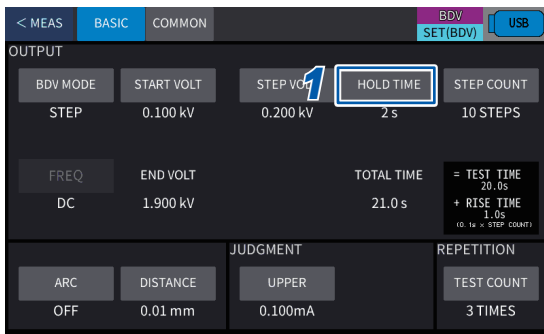 < MEAS BASIC COMMON BDV SET(BDV) USB
OUTPUT
BDV MODE START VOLT STEP VO 1 HOLD TIME STEP COUNT
STEP 0.100 kV 0.200 kV 2 s 10 STEPS
FREQ END VOLT TOTAL TIME = TEST TIME
20.0s
DC 1.900 kV 21.0 s + RISE TIME
1.0s
(0.1s × STEP COUNT)
JUDGMENT REPETITION
ARC DISTANCE UPPER TEST COUNT
OFF 0.01 mm 0.100mA 3 TIMES